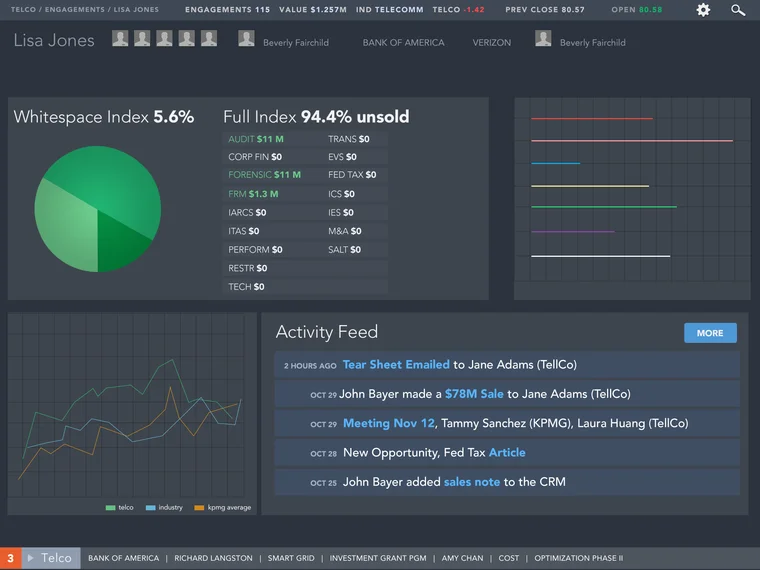 TELCO / ENGAGEMENTS / LISA JONES ENGAGEMENTS 115 VALUE $1.257M IND TELECOMM TELCO -1.42 PREV CLOSE 80.57 OPEN 80.58
Lisa Jones Beverly Fairchild BANK OF AMERICA VERIZON Beverly Fairchild
Whitespace Index 5.6%
Full Index 94.4% unsold
AUDIT $11 M TRANS $0
CORP FIN $0 EVS $0
FORENSIC $11 M FED TAX $0
FRM $1.3 M ICS $0
IARCS $0 IES $0
ITAS $0 M&A $0
PERFORM $0 SALT $0
RESTR $0
TECH $0
telco industry kpmg average
Activity Feed MORE
2 HOURS AGO Tear Sheet Emailed to Jane Adams (TellCo)
OCT 29 John Bayer made a $78M Sale to Jane Adams (TellCo)
OCT 29 Meeting Nov 12, Tammy Sanchez (KPMG), Laura Huang (TellCo)
OCT 28 New Opportunity, Fed Tax Article
OCT 25 John Bayer added sales note to the CRM
3 Telco BANK OF AMERICA | RICHARD LANGSTON | SMART GRID | INVESTMENT GRANT PGM | AMY CHAN | COST | OPTIMIZATION PHASE II